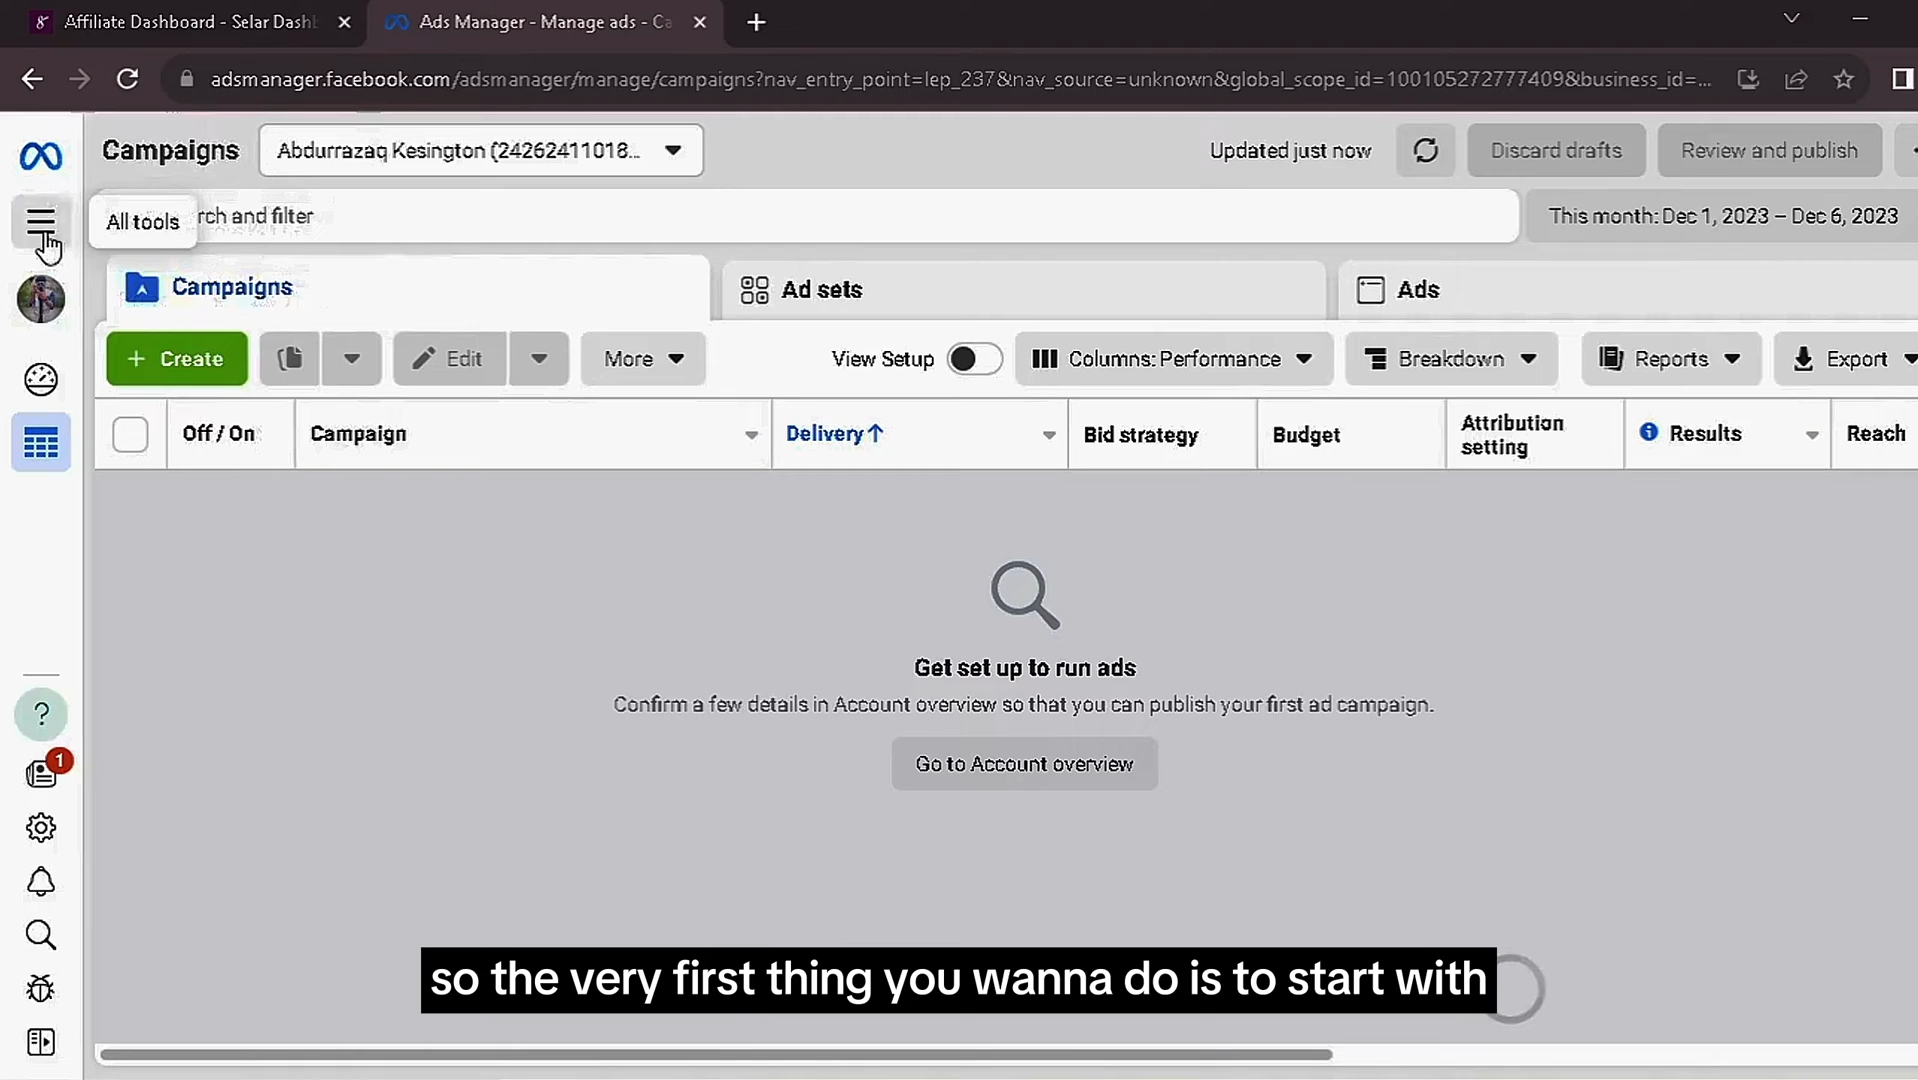 Affiliate Dashboard - Selar Dash
Ads Manager - Manage ads - Ca
adsmanager.facebook.com/adsmanager/manage/campaigns?nav_entry_point=lep_237&nav_source=unknown&global_scope_id=100105272777409&business_id=...
Campaigns
Abdurrazaq Kesington (24262411018...
Updated just now
Discard drafts
Review and publish
All tools
rch and filter
This month: Dec 1, 2023 – Dec 6, 2023
Campaigns
Ad sets
Ads
+ Create
Edit
More
View Setup
Columns: Performance
Breakdown
Reports
Export
Off / On
Campaign
Delivery ↑
Bid strategy
Budget
Attribution
setting
Results
Reach
Get set up to run ads
Confirm a few details in Account overview so that you can publish your first ad campaign.
Go to Account overview
?
1
so the very first thing you wanna do is to start with